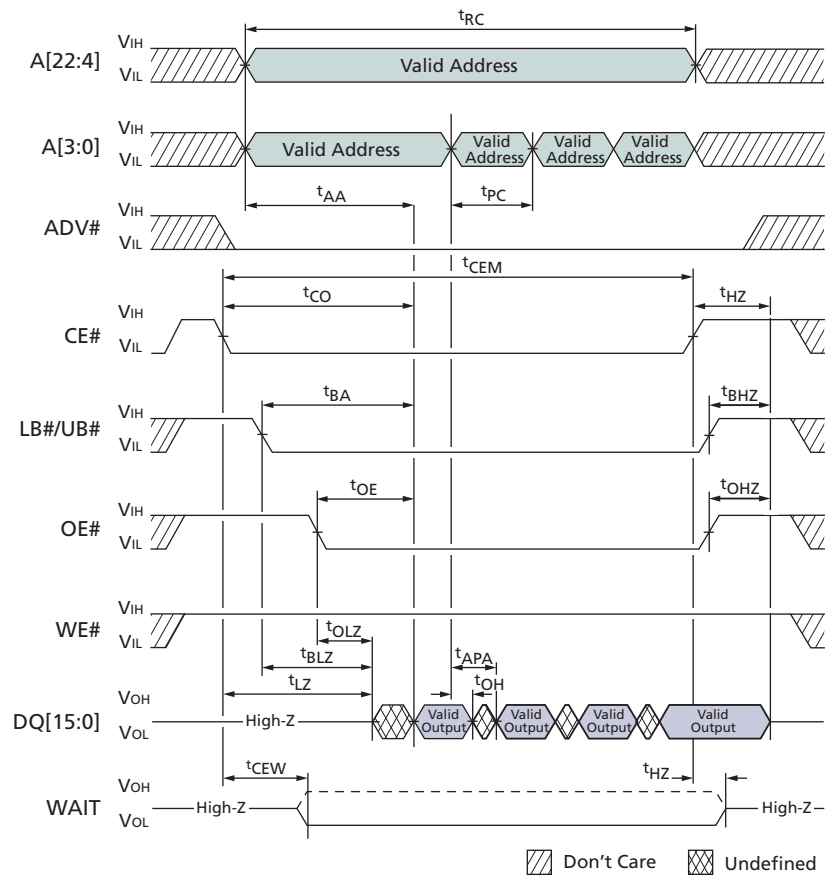 tRC
A[22:4]
VIH
VIL
Valid Address
A[3:0]
VIH
VIL
Valid Address
Valid Address
Valid Address
Valid Address
tAA
tPC
ADV#
VIH
VIL
tCEM
tCO
tHZ
CE#
VIH
VIL
tBA
tBHZ
LB#/UB#
VIH
VIL
tOE
tOHZ
OE#
VIH
VIL
WE#
VIH
VIL
tOLZ
tBLZ
tAPA
tLZ
tOH
DQ[15:0]
VOH
VOL
High-Z
Valid Output
Valid Output
Valid Output
Valid Output
tCEW
tHZ
WAIT
VOH
VOL
High-Z
High-Z
Don't Care
Undefined